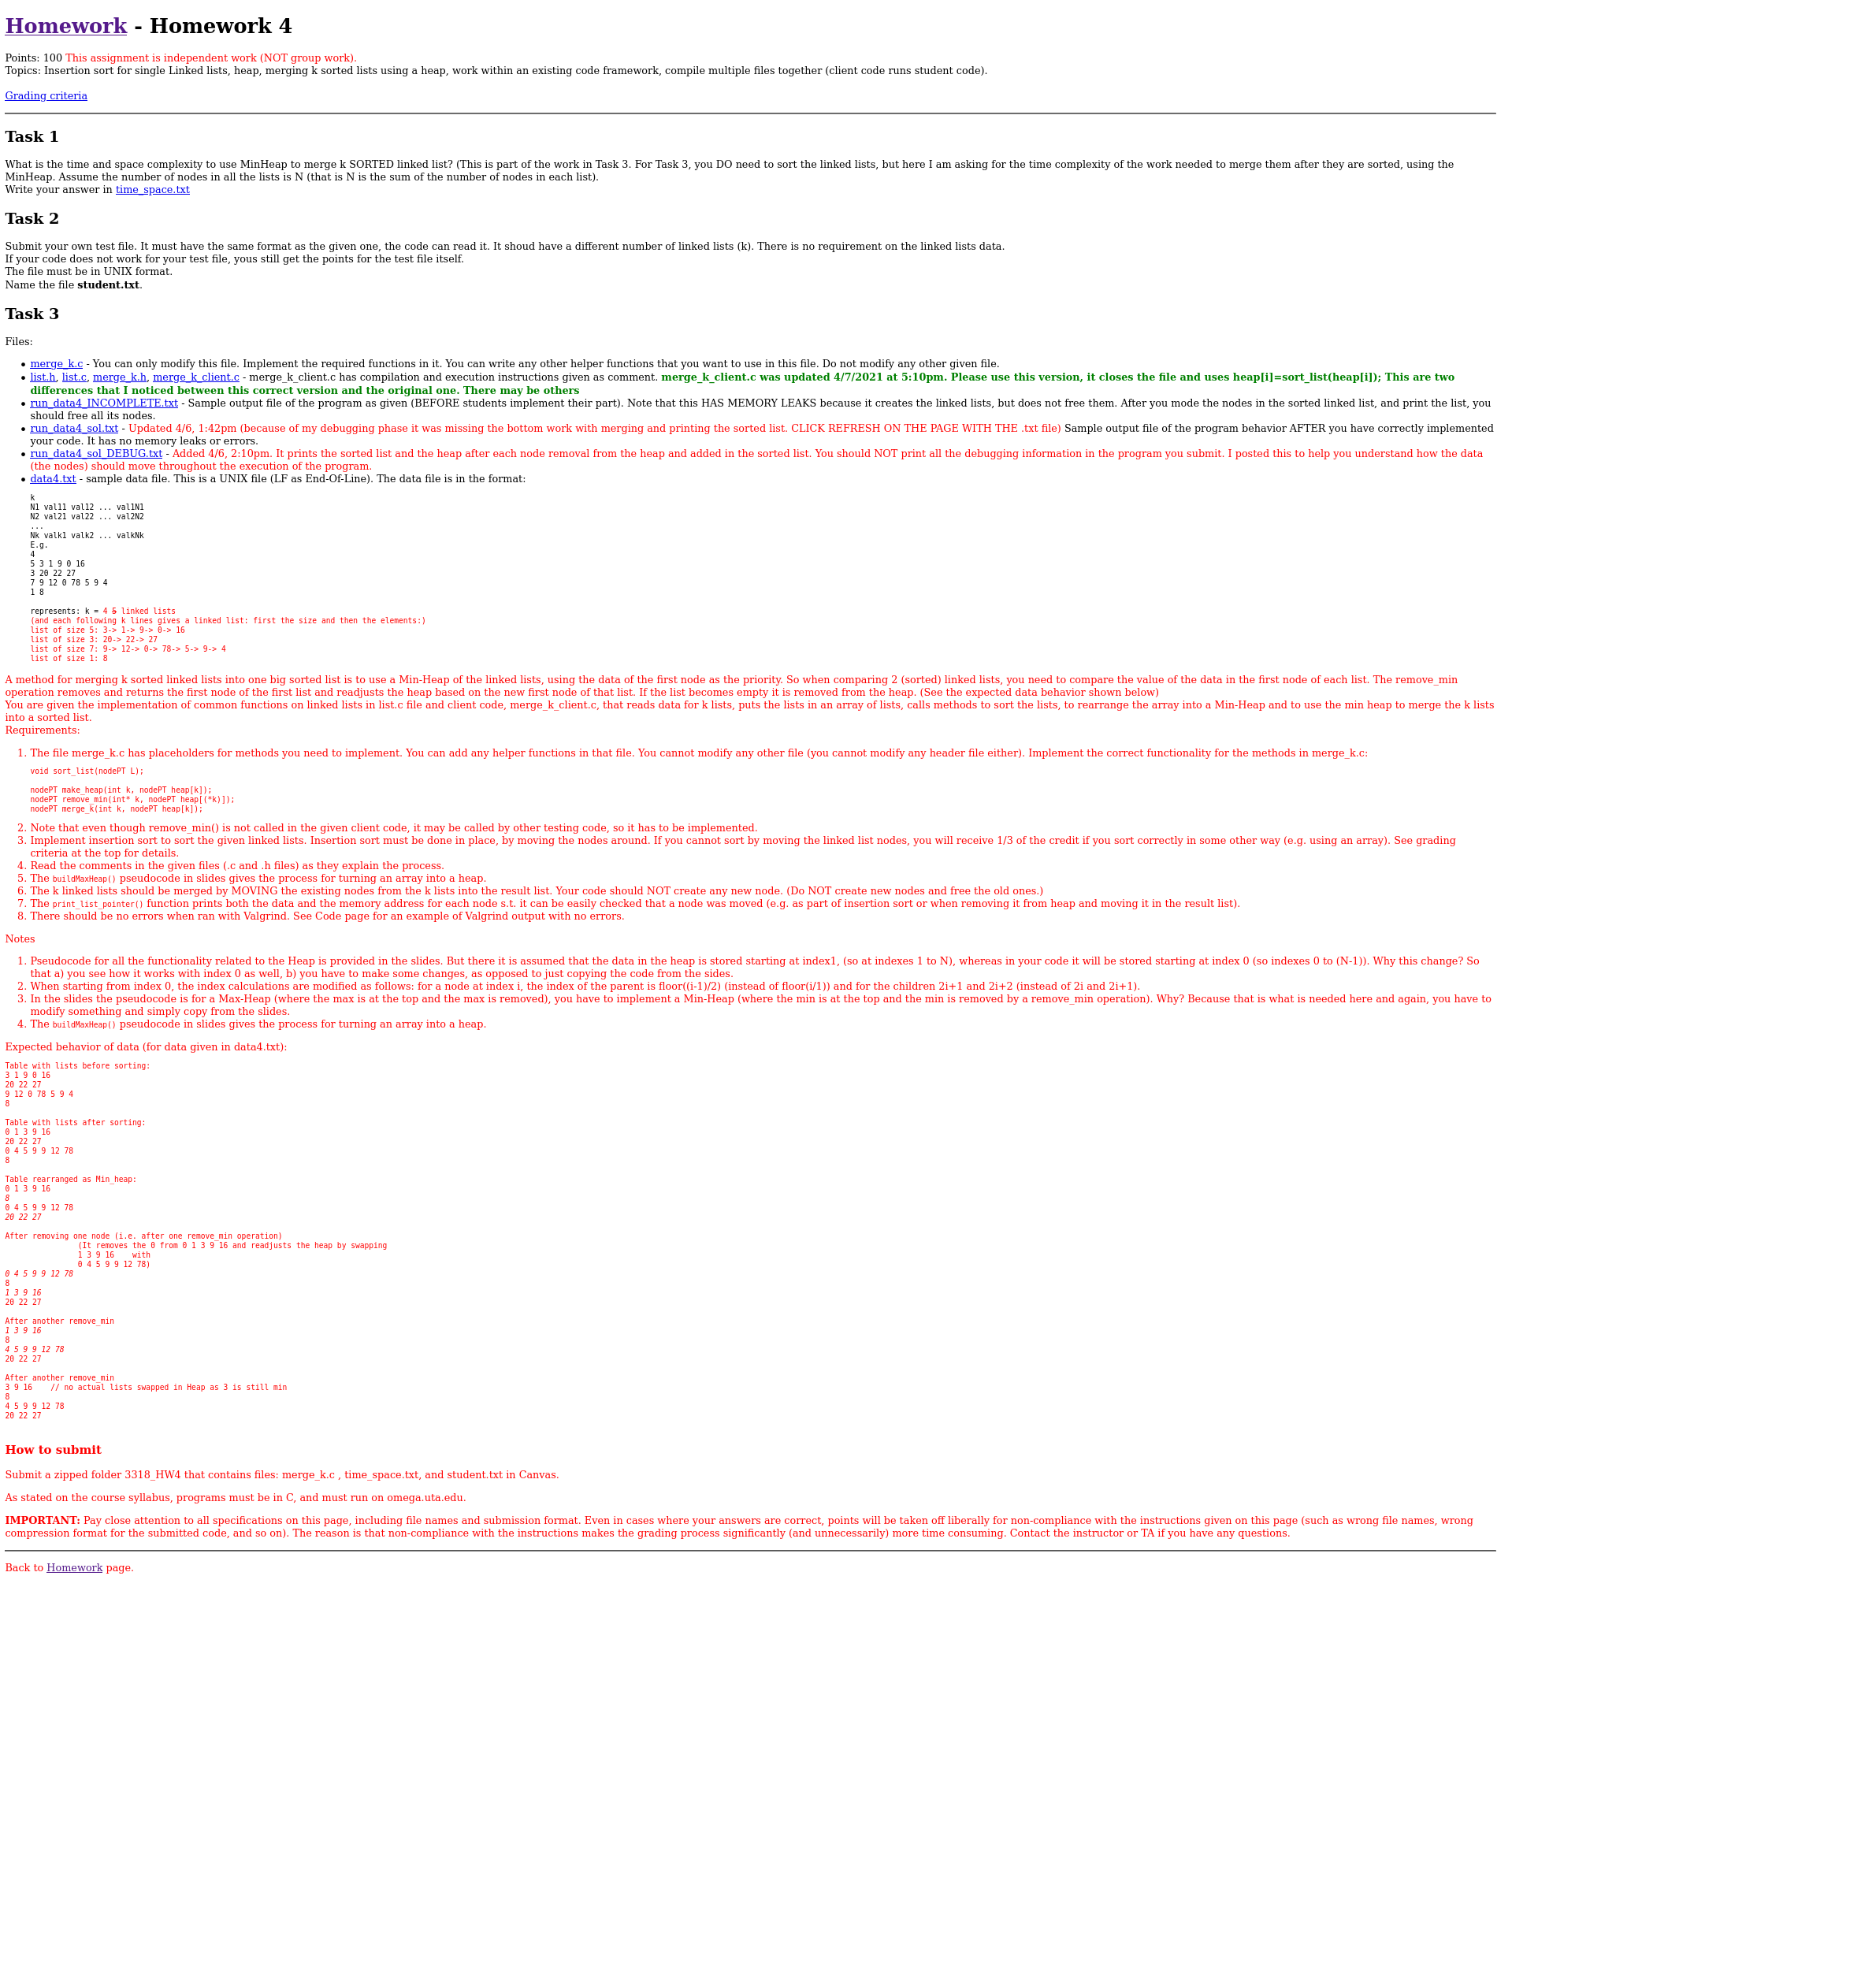 Homework - Homework 4
Points: 100 This assignment is independent work (NOT group work).
Topics: Insertion sort for single Linked lists, heap, merging k sorted lists using a heap, work within an existing code framework, compile multiple files together (client code runs student code).
Grading criteria
Task 1
What is the time and space complexity to use MinHeap to merge k SORTED linked list? (This is part of the work in Task 3. For Task 3, you DO need to sort the linked lists, but here I am asking for the time complexity of the work needed to merge them after they are sorted, using the
MinHeap. Assume the number of nodes in all the lists is N (that is N is the sum of the number of nodes in each list).
Write your answer in time_space.txt
Task 2
Submit your own test file. It must have the same format as the given one, the code can read it. It shoud have a different number of linked lists (k). There is no requirement on the linked lists data.
If your code does not work for your test file, yous still get the points for the test file itself.
The file must be in UNIX format.
Name the file student.txt.
Task 3
Files:
• merge_k.c - You can only modify this file. Implement the required functions in it. You can write any other helper functions that you want to use in this file. Do not modify any other given file.
• list.h, list.c, merge_k.h, merge_k_client.c - merge_k_client.c has compilation and execution instructions given as comment. merge_k_client.c was updated 4/7/2021 at 5:10pm. Please use this version, it closes the file and uses heap[i]=sort_list(heap[i]); This are two
differences that I noticed between this correct version and the original one. There may be others
• run_data4_INCOMPLETE.txt - Sample output file of the program as given (BEFORE students implement their part). Note that this HAS MEMORY LEAKS because it creates the linked lists, but does not free them. After you mode the nodes in the sorted linked list, and print the list, you
should free all its nodes.
• run_data4_sol.txt - Updated 4/6, 1:42pm (because of my debugging phase it was missing the bottom work with merging and printing the sorted list. CLICK REFRESH ON THE PAGE WITH THE .txt file) Sample output file of the program behavior AFTER you have correctly implemented
your code. It has no memory leaks or errors.
• run_data4_sol_DEBUG.txt - Added 4/6, 2:10pm. It prints the sorted list and the heap after each node removal from the heap and added in the sorted list. You should NOT print all the debugging information in the program you submit. I posted this to help you understand how the data
(the nodes) should move throughout the execution of the program.
• data4.txt - sample data file. This is a UNIX file (LF as End-Of-Line). The data file is in the format:
k
N1 val11 val12 ... val1N1
N2 val21 val22 ... val2N2
...
Nk valk1 valk2 ... valkNk
E.g.
4
5 3 1 9 0 16
3 20 22 27
7 9 12 0 78 5 9 4
1 8
represents: k = 4 5 linked lists
(and each following k lines gives a linked list: first the size and then the elements:)
list of size 5: 3-> 1-> 9-> 0-> 16
list of size 3: 20-> 22-> 27
list of size 7: 9-> 12-> 0-> 78-> 5-> 9-> 4
list of size 1: 8
A method for merging k sorted linked lists into one big sorted list is to use a Min-Heap of the linked lists, using the data of the first node as the priority. So when comparing 2 (sorted) linked lists, you need to compare the value of the data in the first node of each list. The remove_min
operation removes and returns the first node of the first list and readjusts the heap based on the new first node of that list. If the list becomes empty it is removed from the heap. (See the expected data behavior shown below)
You are given the implementation of common functions on linked lists in list.c file and client code, merge_k_client.c, that reads data for k lists, puts the lists in an array of lists, calls methods to sort the lists, to rearrange the array into a Min-Heap and to use the min heap to merge the k lists
into a sorted list.
Requirements:
1. The file merge_k.c has placeholders for methods you need to implement. You can add any helper functions in that file. You cannot modify any other file (you cannot modify any header file either). Implement the correct functionality for the methods in merge_k.c:
void sort_list(nodePT L);
nodePT make_heap(int k, nodePT heap[k]);
nodePT remove_min(int* k, nodePT heap[(*k)]);
nodePT merge_k(int k, nodePT heap[k]);
2. Note that even though remove_min() is not called in the given client code, it may be called by other testing code, so it has to be implemented.
3. Implement insertion sort to sort the given linked lists. Insertion sort must be done in place, by moving the nodes around. If you cannot sort by moving the linked list nodes, you will receive 1/3 of the credit if you sort correctly in some other way (e.g. using an array). See grading
criteria at the top for details.
4. Read the comments in the given files (.c and .h files) as they explain the process.
5. The buildMaxHeap() pseudocode in slides gives the process for turning an array into a heap.
6. The k linked lists should be merged by MOVING the existing nodes from the k lists into the result list. Your code should NOT create any new node. (Do NOT create new nodes and free the old ones.)
7. The print_list_pointer() function prints both the data and the memory address for each node s.t. it can be easily checked that a node was moved (e.g. as part of insertion sort or when removing it from heap and moving it in the result list).
8. There should be no errors when ran with Valgrind. See Code page for an example of Valgrind output with no errors.
Notes
1. Pseudocode for all the functionality related to the Heap is provided in the slides. But there it is assumed that the data in the heap is stored starting at index1, (so at indexes 1 to N), whereas in your code it will be stored starting at index 0 (so indexes 0 to (N-1)). Why this change? So
that a) you see how it works with index 0 as well, b) you have to make some changes, as opposed to just copying the code from the sides.
2. When starting from index 0, the index calculations are modified as follows: for a node at index i, the index of the parent is floor((i-1)/2) (instead of floor(i/1)) and for the children 2i+1 and 2i+2 (instead of 2i and 2i+1).
3. In the slides the pseudocode is for a Max-Heap (where the max is at the top and the max is removed), you have to implement a Min-Heap (where the min is at the top and the min is removed by a remove_min operation). Why? Because that is what is needed here and again, you have to
modify something and simply copy from the slides.
4. The buildMaxHeap() pseudocode in slides gives the process for turning an array into a heap.
Expected behavior of data (for data given in data4.txt):
Table with lists before sorting:
3 1 9 0 16
20 22 27
9 12 0 78 5 9 4
8
Table with lists after sorting:
0 1 3 9 16
20 22 27
0 4 5 9 9 12 78
8
Table rearranged as Min_heap:
0 1 3 9 16
8
0 4 5 9 9 12 78
20 22 27
After removing one node (i.e. after one remove_min operation)
(It removes the 0 from 0 1 3 9 16 and readjusts the heap by swapping
1 3 9 16 with
0 4 5 9 9 12 78)
0 4 5 9 9 12 78
8
1 3 9 16
20 22 27
After another remove_min
1 3 9 16
8
4 5 9 9 12 78
20 22 27
After another remove_min
3 9 16 // no actual lists swapped in Heap as 3 is still min
8
4 5 9 9 12 78
20 22 27
How to submit
Submit a zipped folder 3318_HW4 that contains files: merge_k.c , time_space.txt, and student.txt in Canvas.
As stated on the course syllabus, programs must be in C, and must run on omega.uta.edu.
IMPORTANT: Pay close attention to all specifications on this page, including file names and submission format. Even in cases where your answers are correct, points will be taken off liberally for non-compliance with the instructions given on this page (such as wrong file names, wrong
compression format for the submitted code, and so on). The reason is that non-compliance with the instructions makes the grading process significantly (and unnecessarily) more time consuming. Contact the instructor or TA if you have any questions.
Back to Homework page.